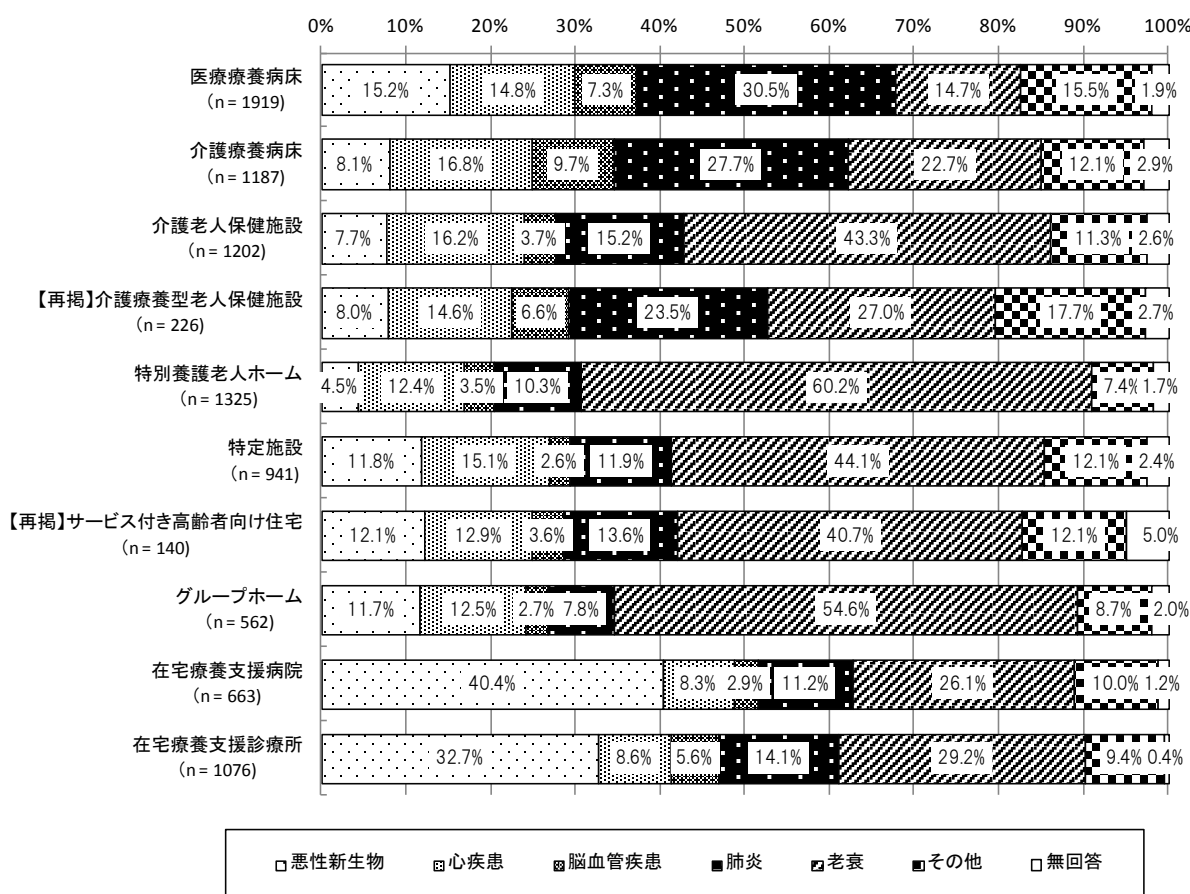 0% 10% 20% 30% 40% 50% 60% 70% 80% 90% 100%
医療療養病床
(n = 1919)
15.2% 14.8% 7.3% 30.5% 14.7% 15.5% 1.9%
介護療養病床
(n = 1187)
8.1% 16.8% 9.7% 27.7% 22.7% 12.1% 2.9%
介護老人保健施設
(n = 1202)
7.7% 16.2% 3.7% 15.2% 43.3% 11.3% 2.6%
【再掲】介護療養型老人保健施設
(n = 226)
8.0% 14.6% 6.6% 23.5% 27.0% 17.7% 2.7%
特別養護老人ホーム
(n = 1325)
4.5% 12.4% 3.5% 10.3% 60.2% 7.4% 1.7%
特定施設
(n = 941)
11.8% 15.1% 2.6% 11.9% 44.1% 12.1% 2.4%
【再掲】サービス付き高齢者向け住宅
(n = 140)
12.1% 12.9% 3.6% 13.6% 40.7% 12.1% 5.0%
グループホーム
(n = 562)
11.7% 12.5% 2.7% 7.8% 54.6% 8.7% 2.0%
在宅療養支援病院
(n = 663)
40.4% 8.3% 2.9% 11.2% 26.1% 10.0% 1.2%
在宅療養支援診療所
(n = 1076)
32.7% 8.6% 5.6% 14.1% 29.2% 9.4% 0.4%
悪性新生物 心疾患 脳血管疾患 肺炎 老衰 その他 無回答